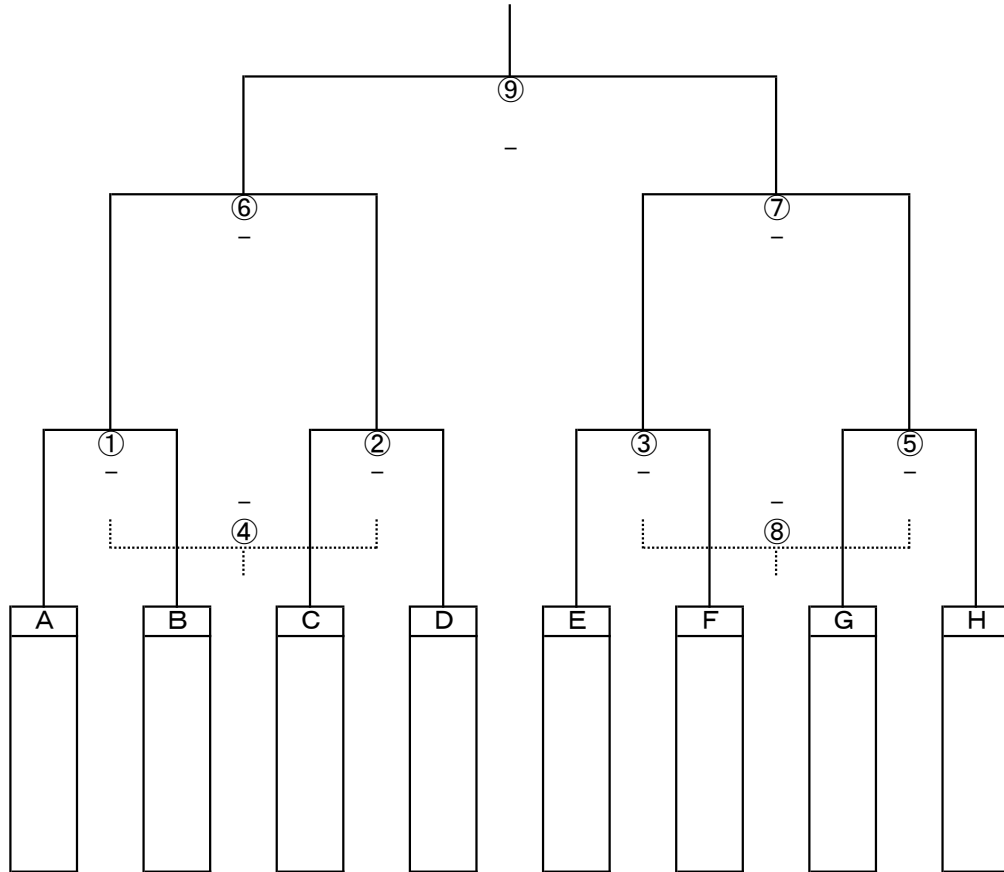 ⑨
－
⑥ ⑦
－ －
① ② ③ ⑤
－ － － －
－ －
④ ⑧
A B C D E F G H